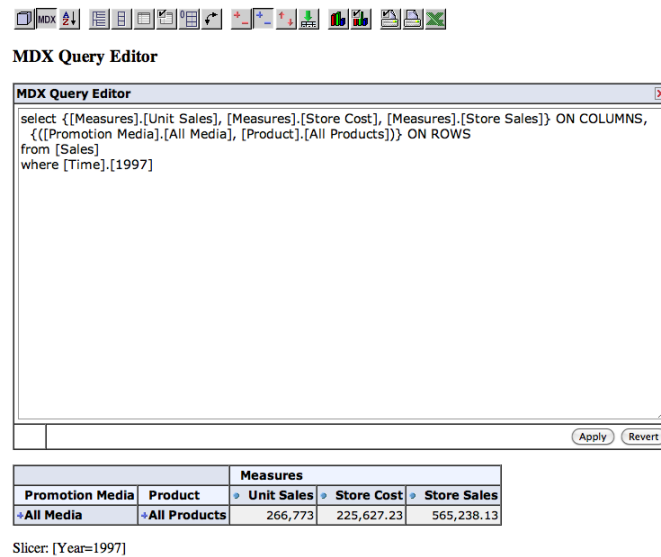 MDX
MDX Query Editor
MDX Query Editor
select {[Measures].[Unit Sales], [Measures].[Store Cost], [Measures].[Store Sales]} ON COLUMNS,
{([Promotion Media].[All Media], [Product].[All Products])} ON ROWS
from [Sales]
where [Time].[1997]
Apply Revert
Measures
Promotion Media Product Unit Sales Store Cost Store Sales
+All Media +All Products 266,773 225,627.23 565,238.13
Slicer: [Year=1997]